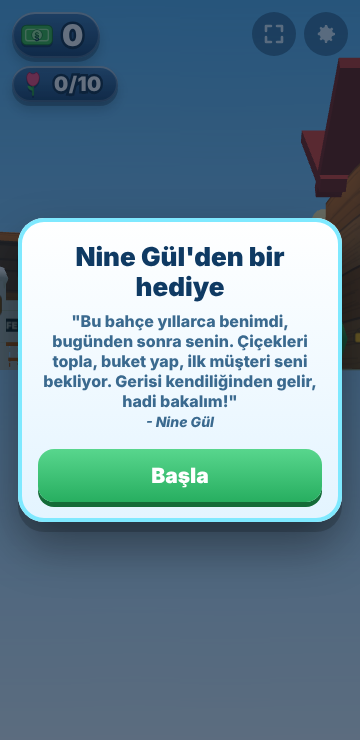 0
0/10
Nine Gül'den bir
hediye
"Bu bahçe yıllarca benimdi,
bugünden sonra senin. Çiçekleri
topla, buket yap, ilk müşteri seni
bekliyor. Gerisi kendiliğinden gelir,
hadi bakalım!"
- Nine Gül
Başla